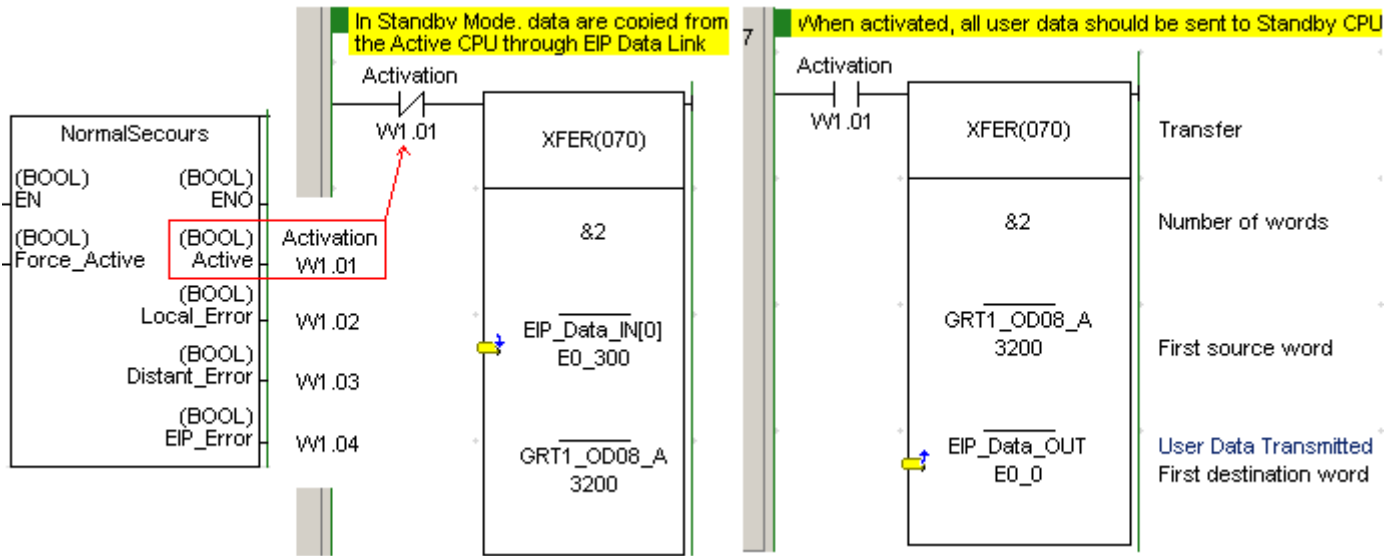 NormalSecours
(BOOL) (BOOL)
EN ENO
(BOOL) (BOOL)
Force_Active Active
(BOOL)
Local_Error
(BOOL)
Distant_Error
(BOOL)
EIP_Error
Activation
W1.01
W1.02
W1.03
W1.04
In Standby Mode, data are copied from
the Active CPU through EIP Data Link
Activation
W1.01
XFER(070)
&2
EIP_Data_IN[0]
E0_300
GRT1_OD08_A
3200
7
When activated, all user data should be sent to Standby CPU
Activation
W1.01
XFER(070)
Transfer
&2
Number of words
GRT1_OD08_A
3200
First source word
EIP_Data_OUT
E0_0
User Data Transmitted
First destination word